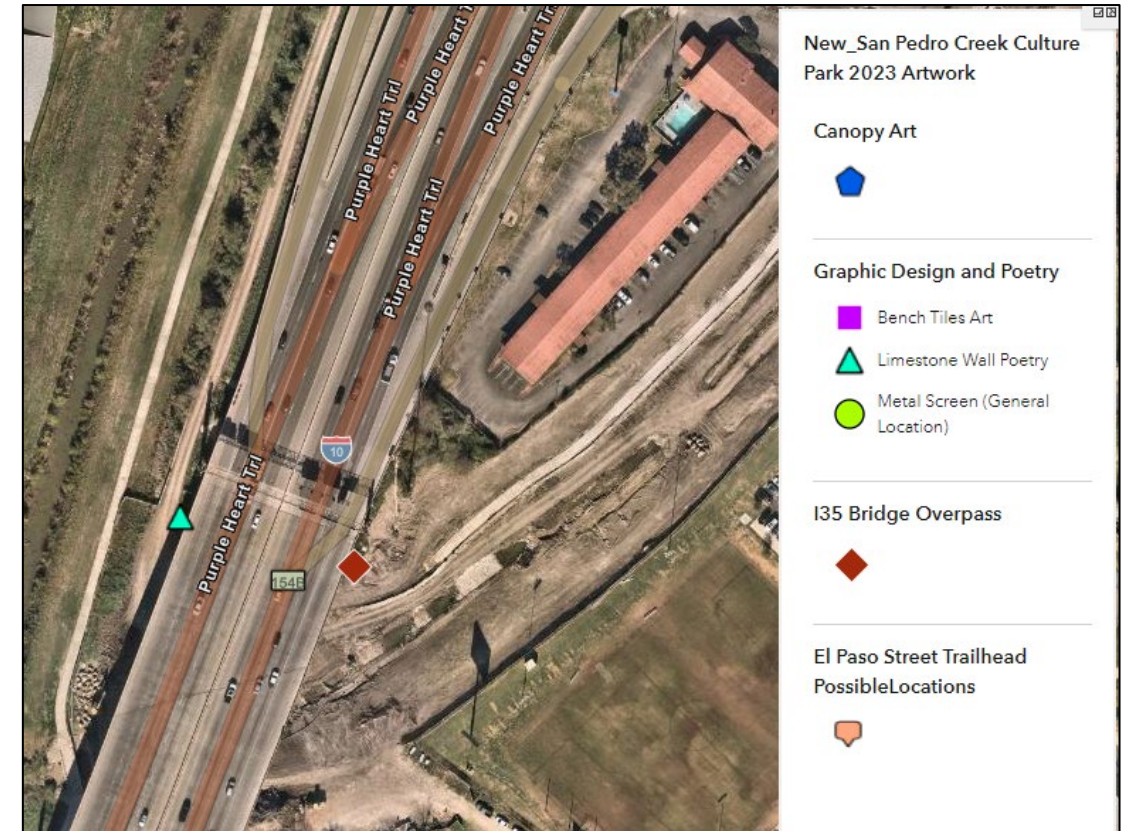 Purple Heart Trl
Purple Heart Trl
Purple Heart Trl
Purple Heart Trl
10
Purple Heart Trl
154B
New_San Pedro Creek Culture
Park 2023 Artwork
Canopy Art
Graphic Design and Poetry
Bench Tiles Art
Limestone Wall Poetry
Metal Screen (General
Location)
I35 Bridge Overpass
El Paso Street Trailhead
PossibleLocations